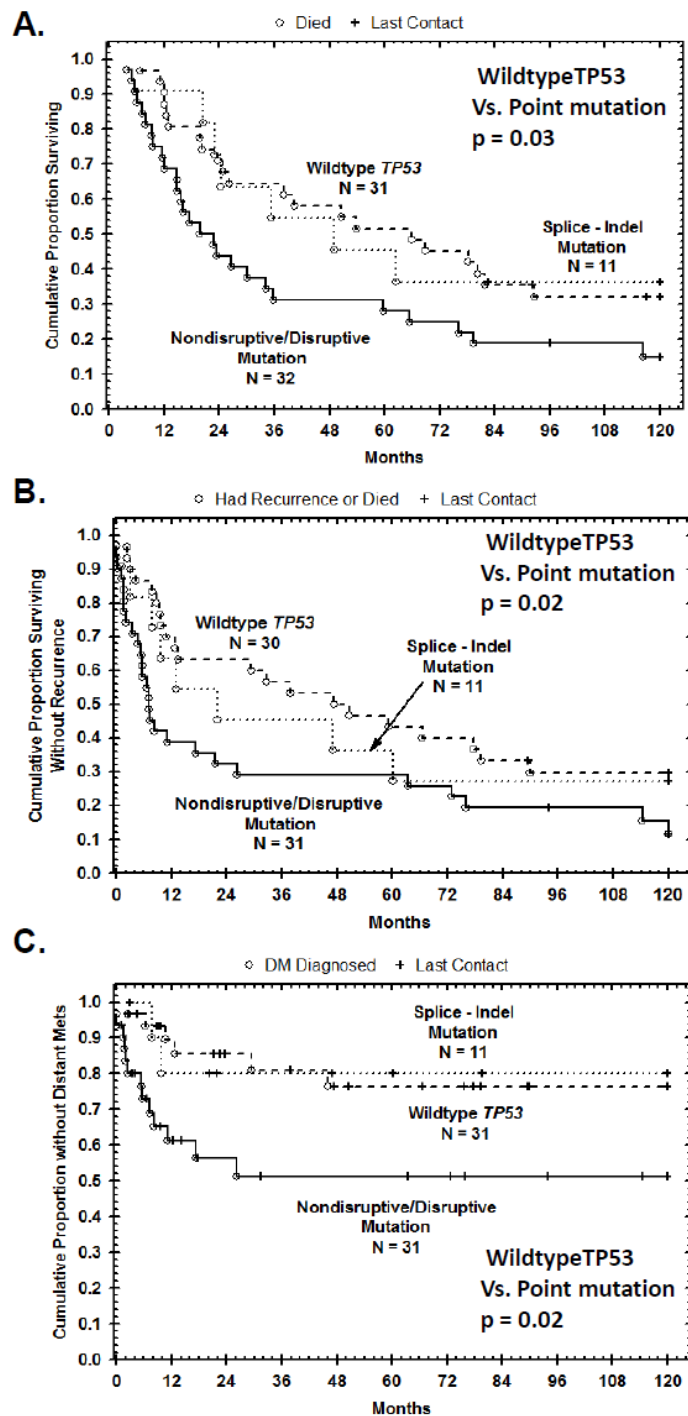 A.
Died Last Contact
WildtypeTP53
Vs. Point mutation
p = 0.03
Wildtype TP53
N = 31
Splice - Indel
Mutation
N = 11
Nondisruptive/Disruptive
Mutation
N = 32
Cumulative Proportion Surviving
1.0
0.9
0.8
0.7
0.6
0.5
0.4
0.3
0.2
0.1
0.0
0 12 24 36 48 60 72 84 96 108 120
Months
B.
Had Recurrence or Died Last Contact
WildtypeTP53
Vs. Point mutation
p = 0.02
Wildtype TP53
N = 30
Splice - Indel
Mutation
N = 11
Nondisruptive/Disruptive
Mutation
N = 31
Cumulative Proportion Surviving
Without Recurrence
1.0
0.9
0.8
0.7
0.6
0.5
0.4
0.3
0.2
0.1
0.0
0 12 24 36 48 60 72 84 96 108 120
Months
C.
DM Diagnosed Last Contact
Splice - Indel
Mutation
N = 11
Wildtype TP53
N = 31
Nondisruptive/Disruptive
Mutation
N = 31
WildtypeTP53
Vs. Point mutation
p = 0.02
Cumulative Proportion without Distant Mets
1.0
0.9
0.8
0.7
0.6
0.5
0.4
0.3
0.2
0.1
0.0
0 12 24 36 48 60 72 84 96 108 120
Months